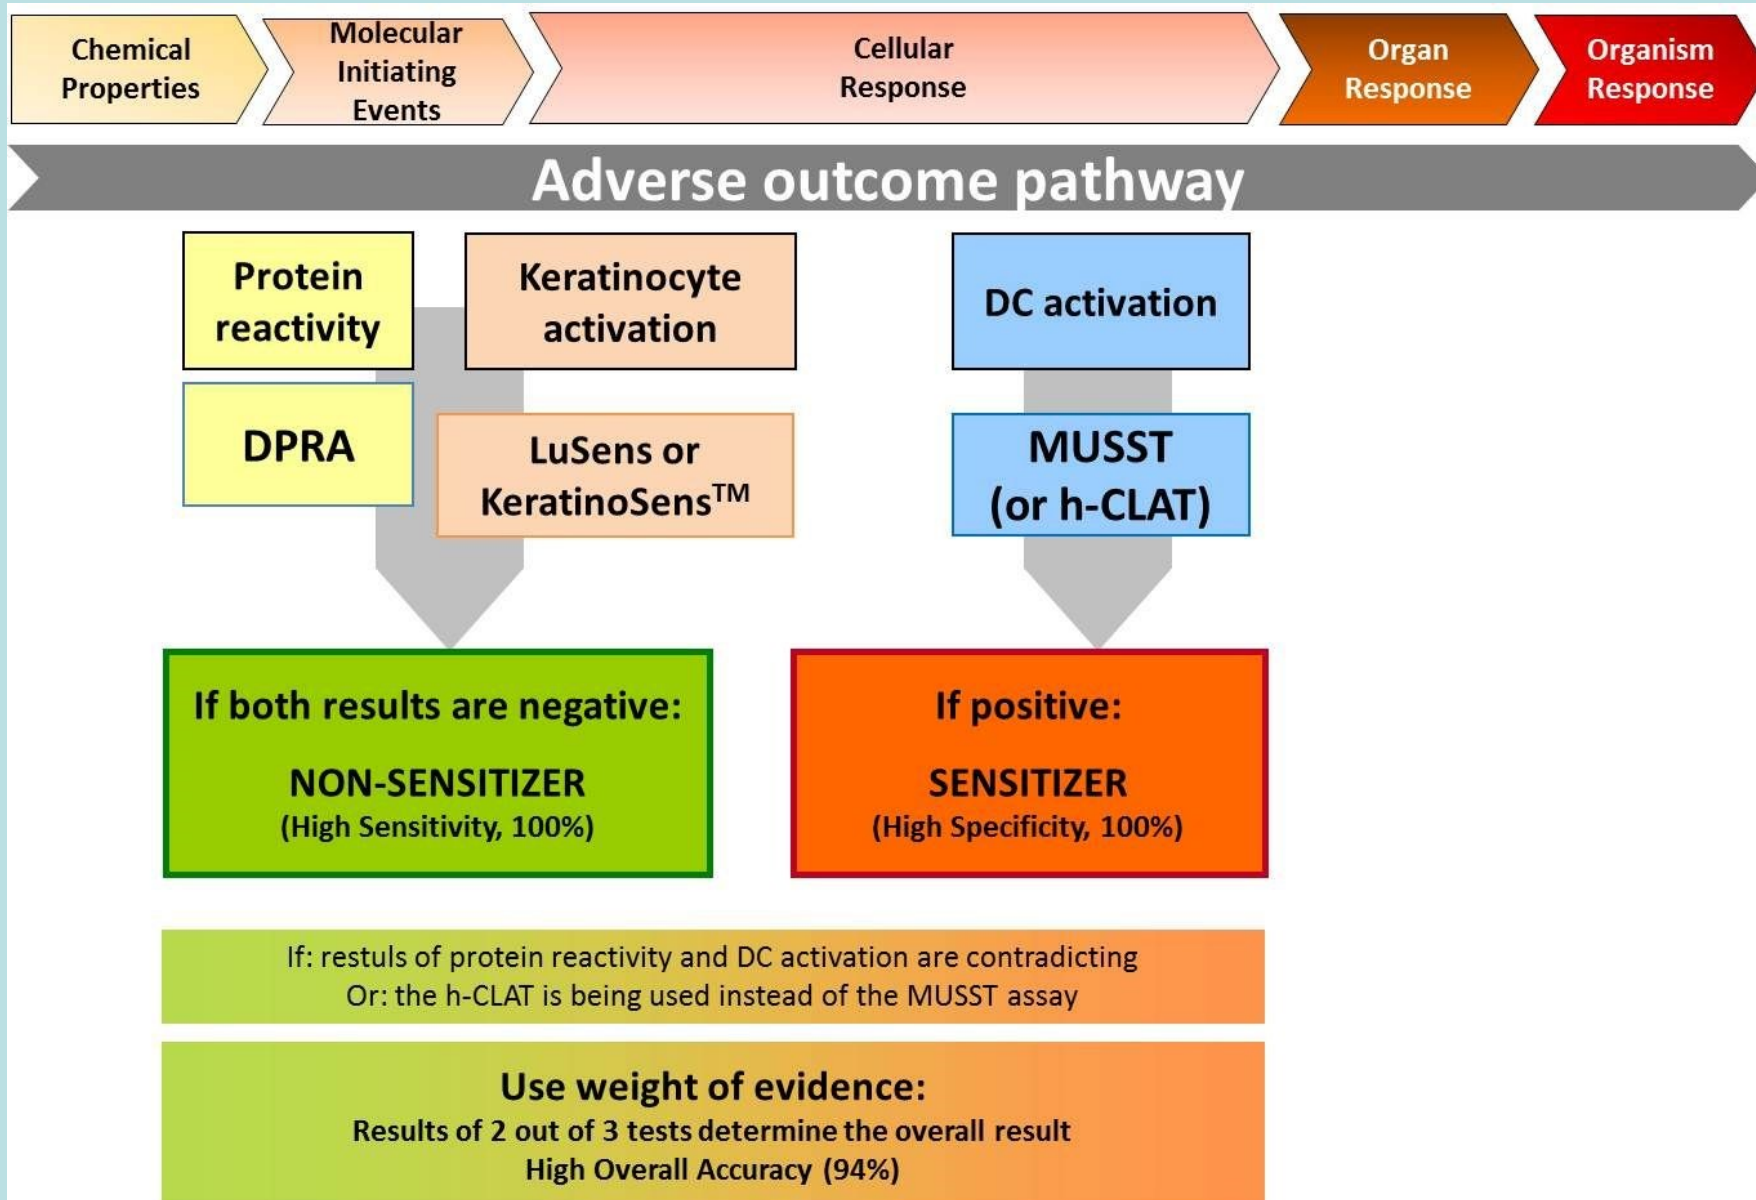 Chemical
Properties
Molecular
Initiating
Events
Cellular
Response
Organ
Response
Organism
Response
Adverse outcome pathway
Protein
reactivity
Keratinocyte
activation
DC activation
DPRA
LuSens or
KeratinoSens™
MUSST
(or h-CLAT)
If both results are negative:
NON-SENSITIZER
(High Sensitivity, 100%)
If positive:
SENSITIZER
(High Specificity, 100%)
If: restuls of protein reactivity and DC activation are contradicting
Or: the h-CLAT is being used instead of the MUSST assay
Use weight of evidence:
Results of 2 out of 3 tests determine the overall result
High Overall Accuracy (94%)